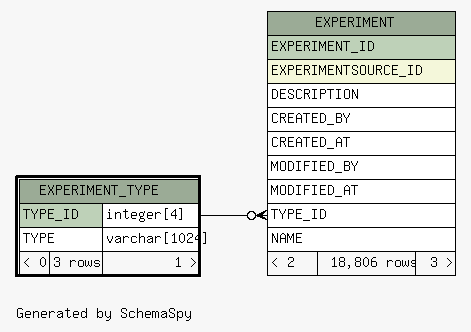 EXPERIMENT
EXPERIMENT_ID
EXPERIMENTSOURCE_ID
DESCRIPTION
CREATED_BY
CREATED_AT
MODIFIED_BY
MODIFIED_AT
TYPE_ID
NAME
< 2 18,806 rows 3 >
EXPERIMENT_TYPE
TYPE_ID integer[4]
TYPE varchar[1024]
< 0 3 rows 1 >
Generated by SchemaSpy